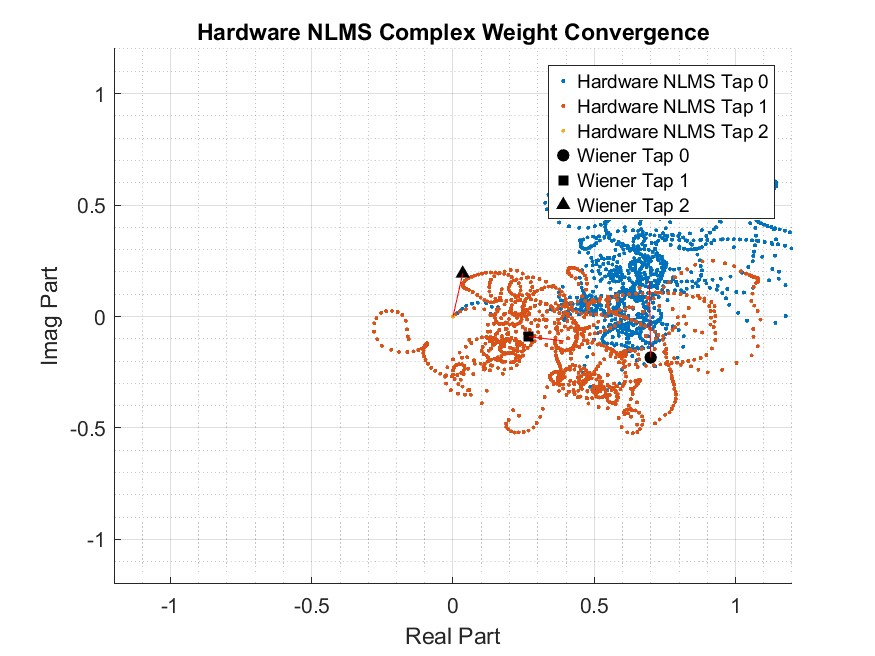 Hardware NLMS Complex Weight Convergence
Hardware NLMS Tap 0
Hardware NLMS Tap 1
Hardware NLMS Tap 2
Wiener Tap 0
Wiener Tap 1
Wiener Tap 2
1
0.5
0
-0.5
-1
Imag Part
-1
-0.5
0
0.5
1
Real Part